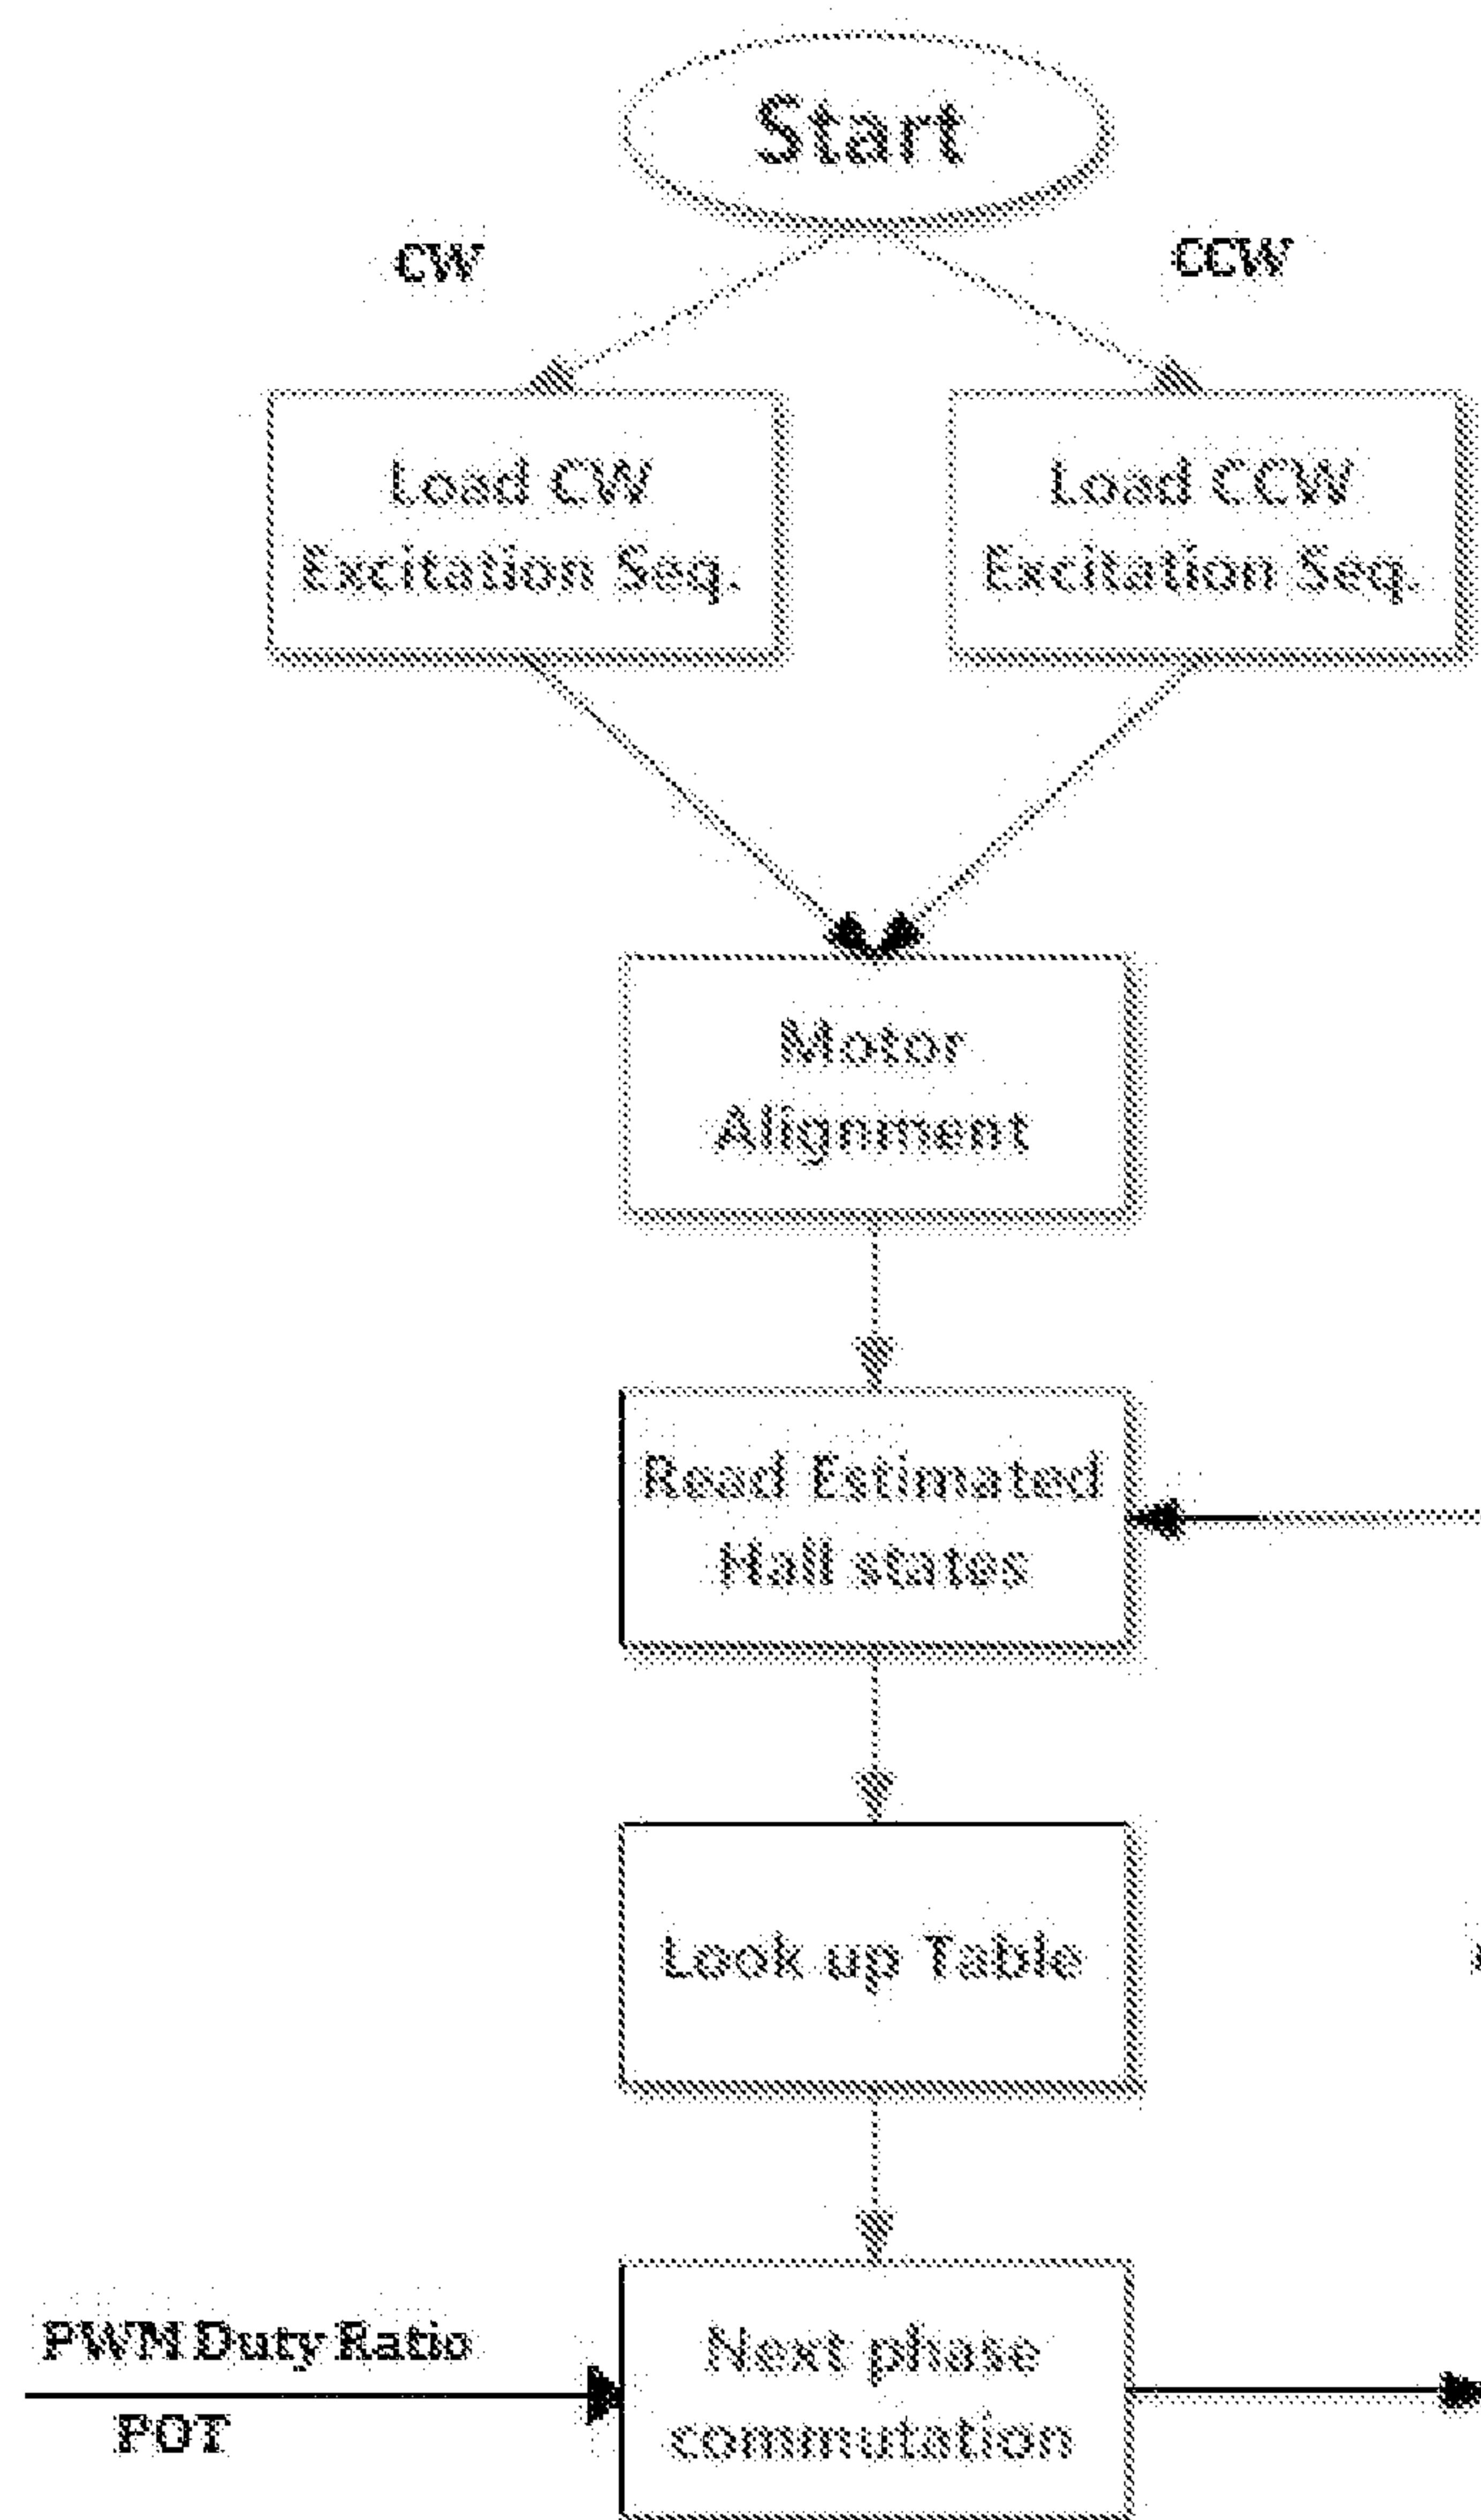 Start
CW
CCW
Load CW
Excitation Seq.
Load CCW
Excitation Seq.
Motor
Alignment
Read Estimated
Hall states
Look up Table
PWM Duty Ratio
POT
Next phase
commutation